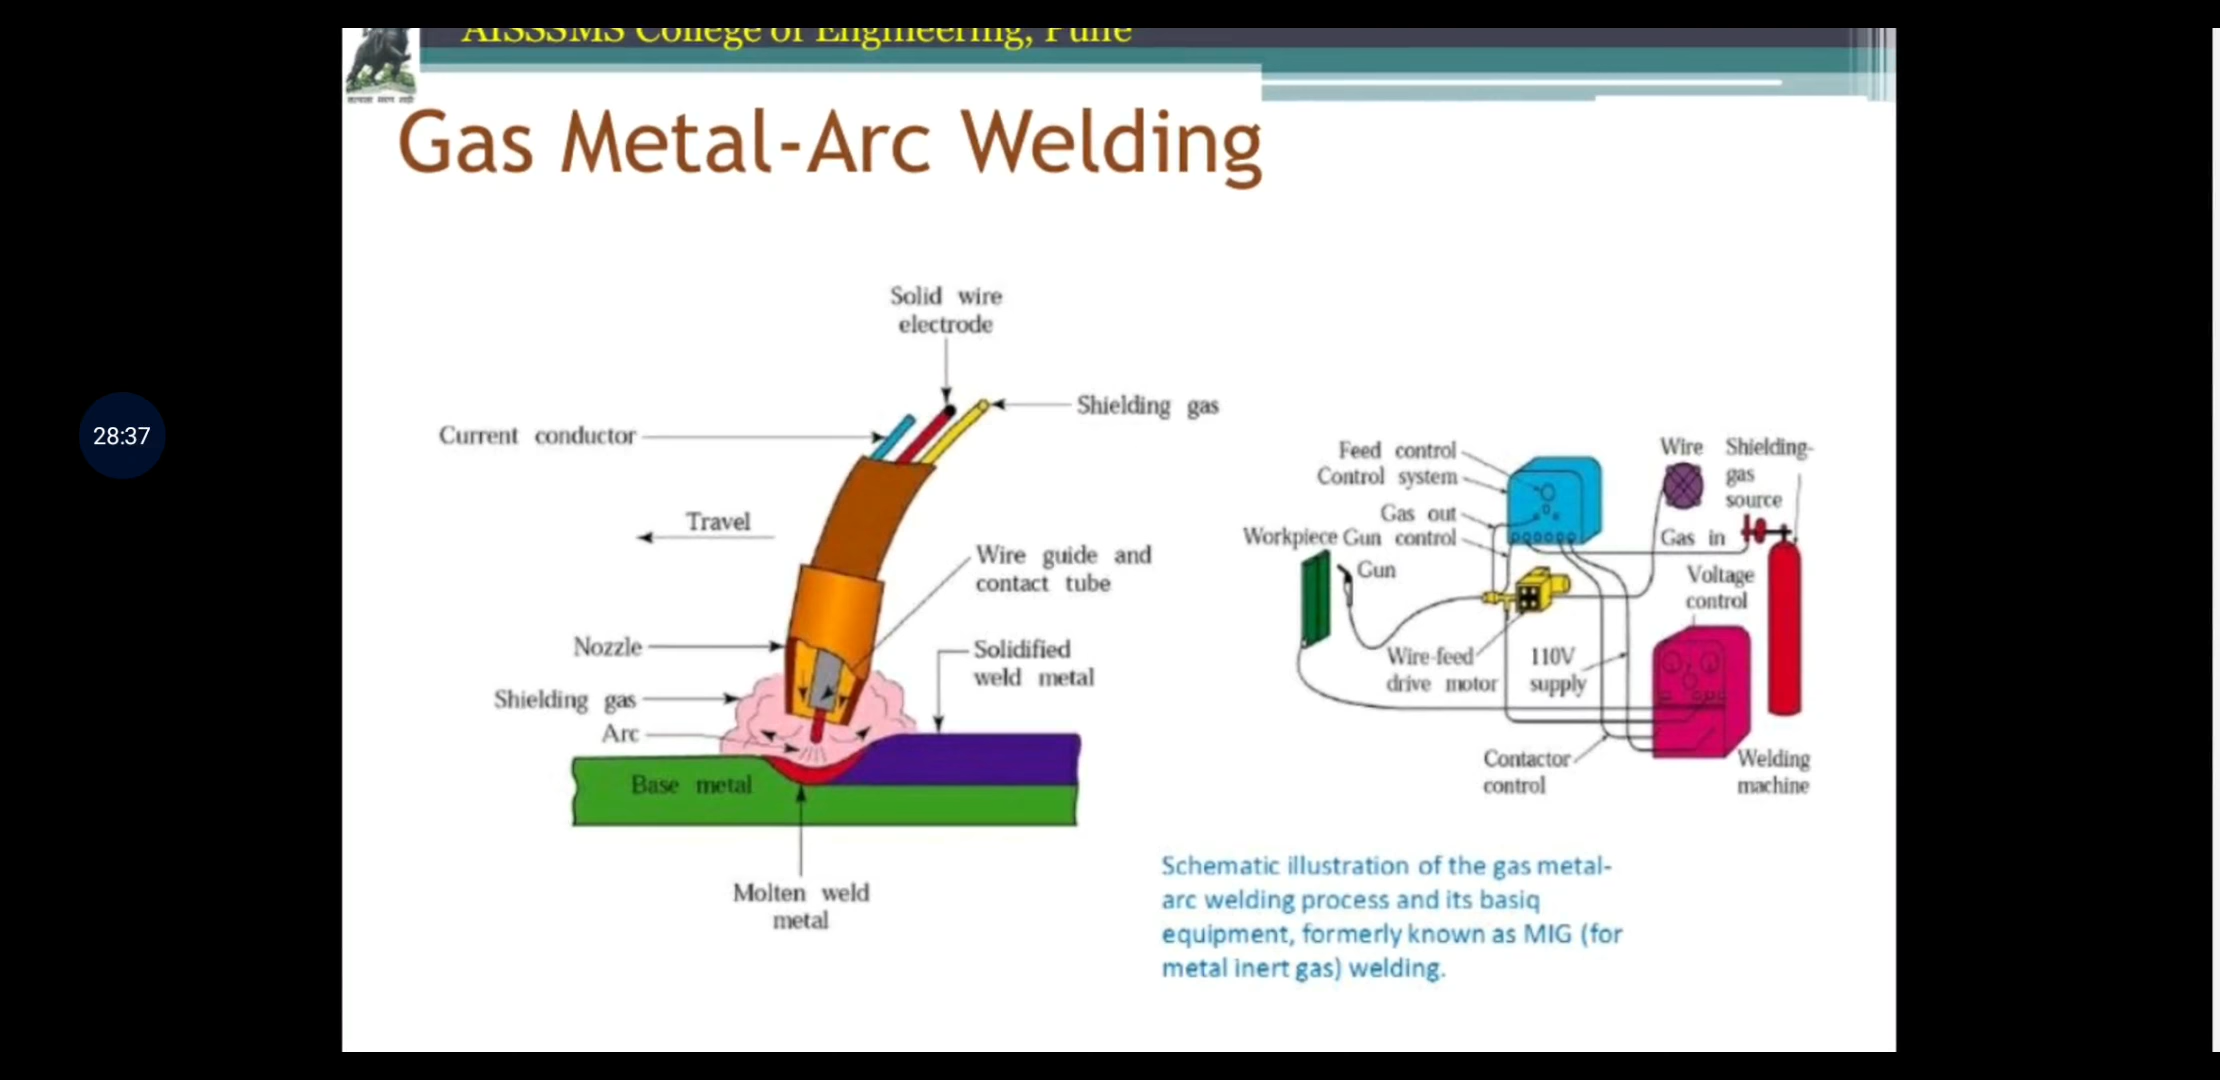 AISSSMS College of Engineering, Pune
Gas Metal-Arc Welding
28:37
Solid wire
electrode
Shielding gas
Current conductor
Travel
Wire guide and
contact tube
Nozzle
Solidified
weld metal
Shielding gas
Arc
Base metal
Molten weld
metal
Feed control
Control system
Gas out
Workpiece Gun control
Gun
Wire
Shielding-
gas
source
Gas in
Voltage
control
Wire-feed
drive motor
110V
supply
Contactor
control
Welding
machine
Schematic illustration of the gas metal-
arc welding process and its basiq
equipment, formerly known as MIG (for
metal inert gas) welding.